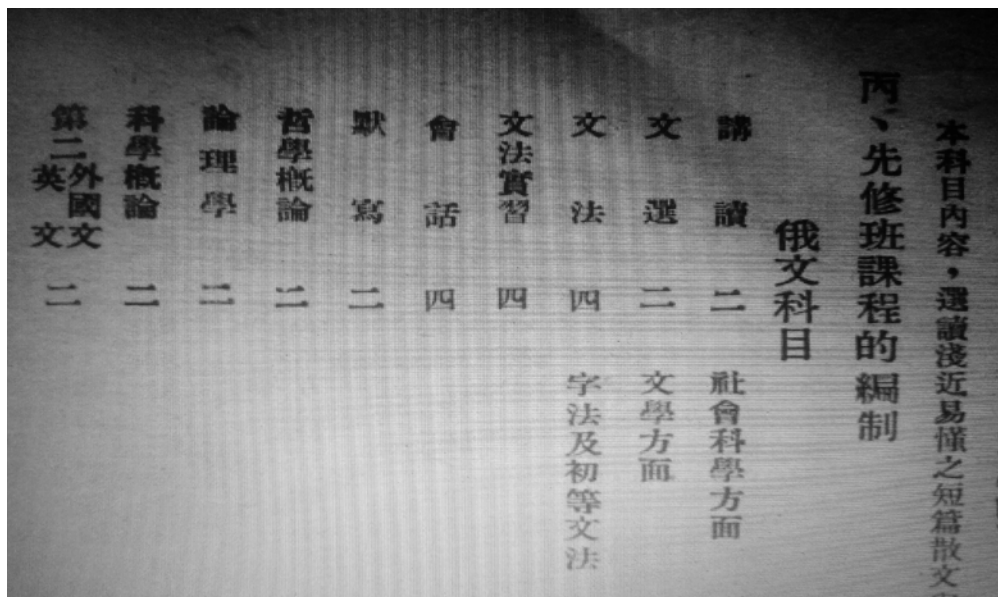 本科目內容，選讀淺近易懂之短篇散文
丙、先修班課程的編制
俄文科目
講讀 二 社會科學方面
文選 二 文學方面
文法 四 字法及初等文法
文法實習 四
會話 四
默寫 二
哲學概論 二
論理學 二
科學概論 二
第二外國文 英文 二